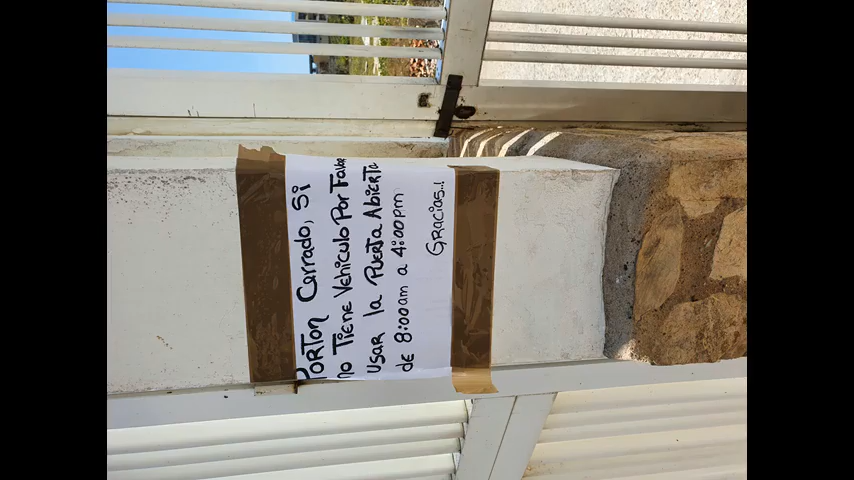 PORTON Cerrado, Si
no Tiene Vehiculo Por Favor
usar la Puerta Abierta
de 8:00am a 4:00pm
Gracias..!